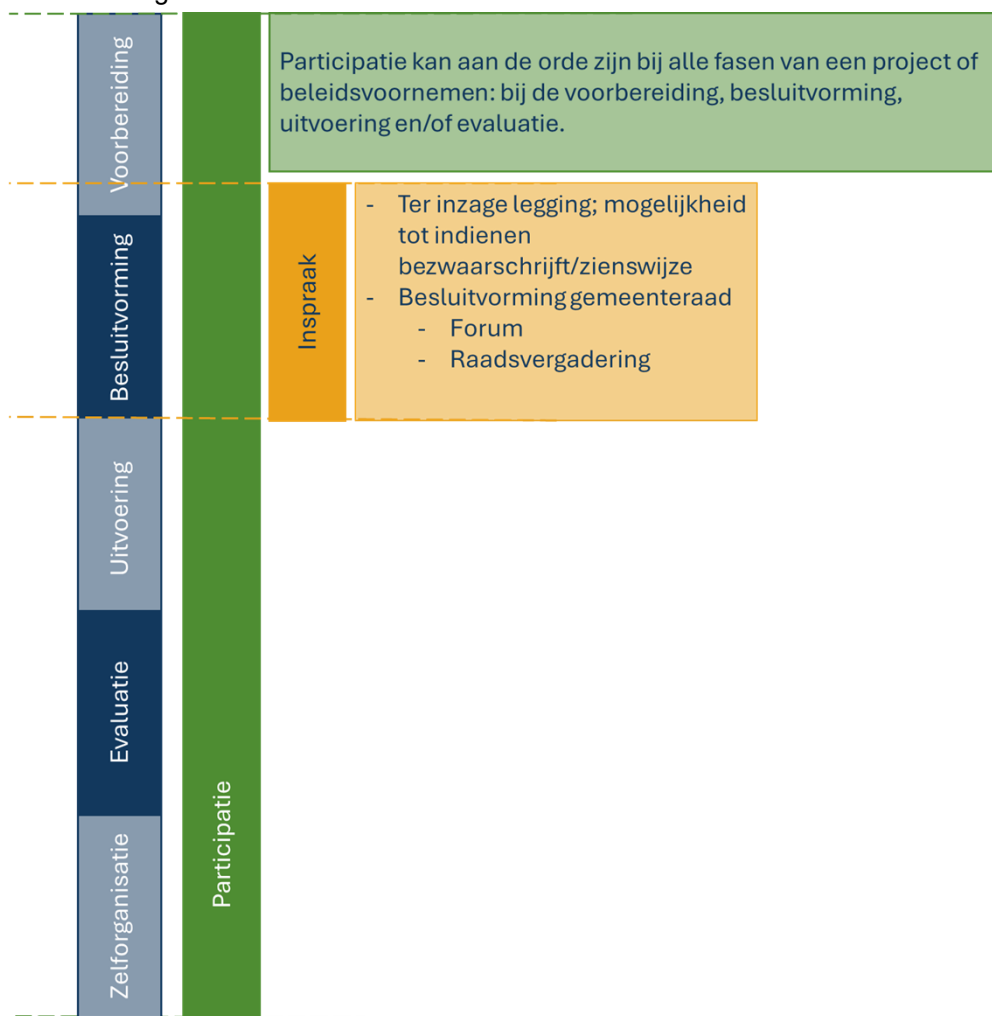 Voorbereiding
Participatie kan aan de orde zijn bij alle fasen van een project of
beleidsvoornemen: bij de voorbereiding, besluitvorming,
uitvoering en/of evaluatie.
Besluitvorming
Inspraak
- Ter inzage legging; mogelijkheid
tot indienen
bezwaarschrijft/zienswijze
- Besluitvorming gemeenteraad
- Forum
- Raadsvergadering
Uitvoering
Evaluatie
Participatie
Zelforganisatie